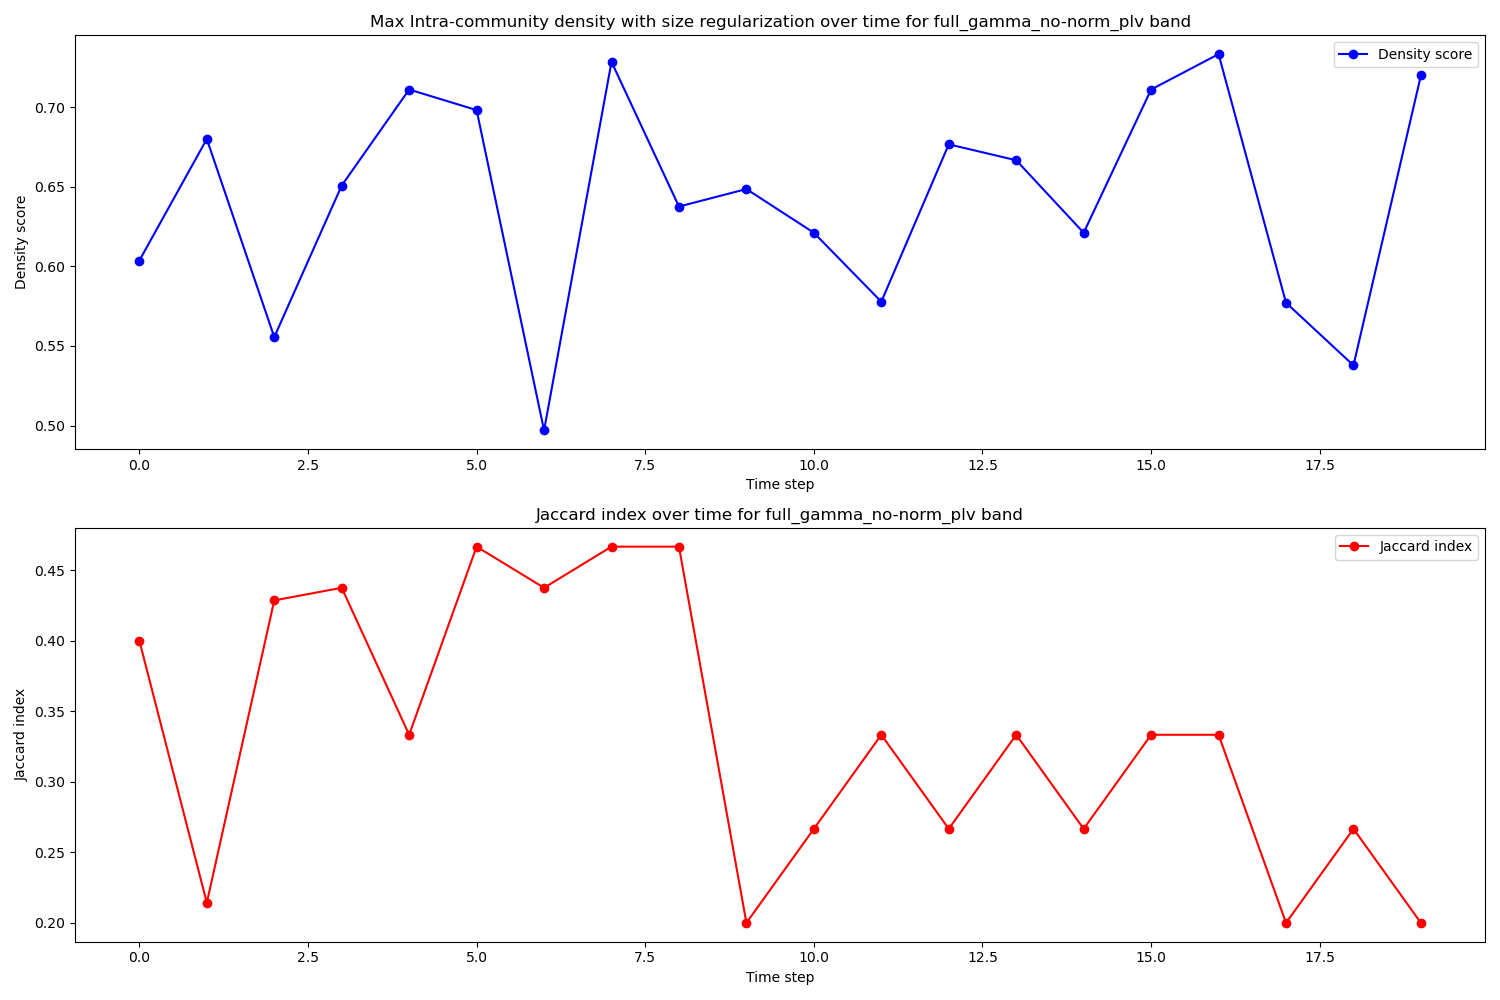 Max Intra-community density with size regularization over time for full_gamma_no-norm_plv band
Density score
0.70
0.65
0.60
0.55
0.50
Density score
0.0 2.5 5.0 7.5 10.0 12.5 15.0 17.5
Time step
Jaccard index over time for full_gamma_no-norm_plv band
Jaccard index
0.45
0.40
0.35
0.30
0.25
0.20
Jaccard index
0.0 2.5 5.0 7.5 10.0 12.5 15.0 17.5
Time step